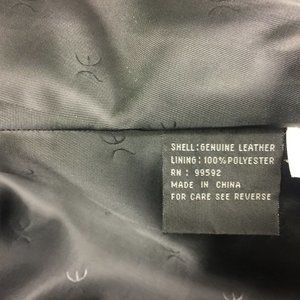 SHELL:GENUINE LEATHER
LINING:100%POLYESTER
RN: 99592
MADE IN CHINA
FOR CARE SEE REVERSE